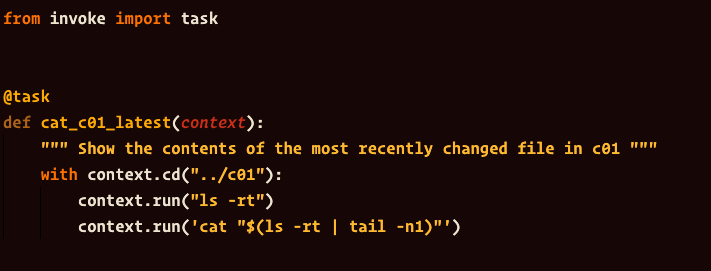 from invoke import task
@task
def cat_c01_latest(context):
""" Show the contents of the most recently changed file in c01 """
with context.cd("../c01"):
context.run("ls -rt")
context.run('cat "$(ls -rt | tail -n1)"')